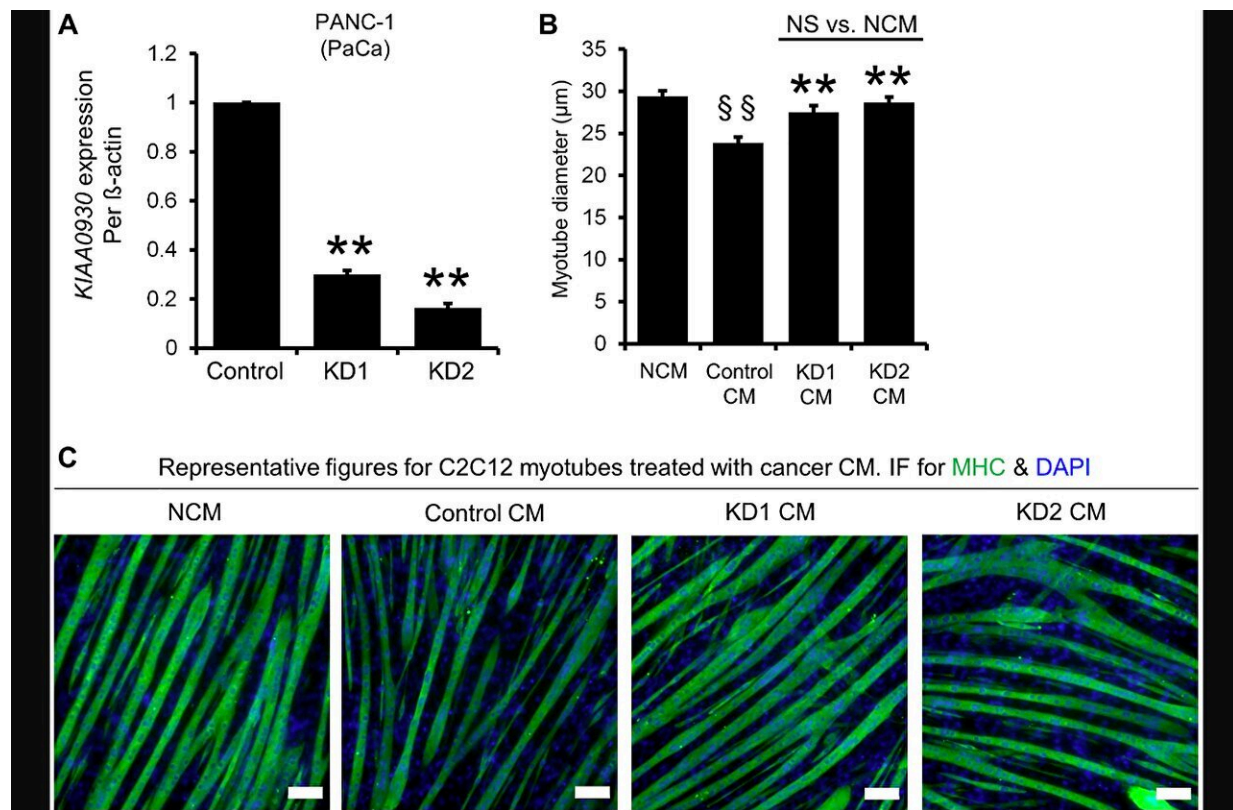 A
PANC-1
(PaCa)
KIAA0930 expression
Per ß-actin
1.2
1
0.8
0.6
0.4
0.2
0
**
**
Control
KD1
KD2
B
NS vs. NCM
Myotube diameter (µm)
35
30
25
20
15
10
5
0
§ §
**
**
NCM
Control
CM
KD1
CM
KD2
CM
C
Representative figures for C2C12 myotubes treated with cancer CM. IF for MHC & DAPI
NCM
Control CM
KD1 CM
KD2 CM